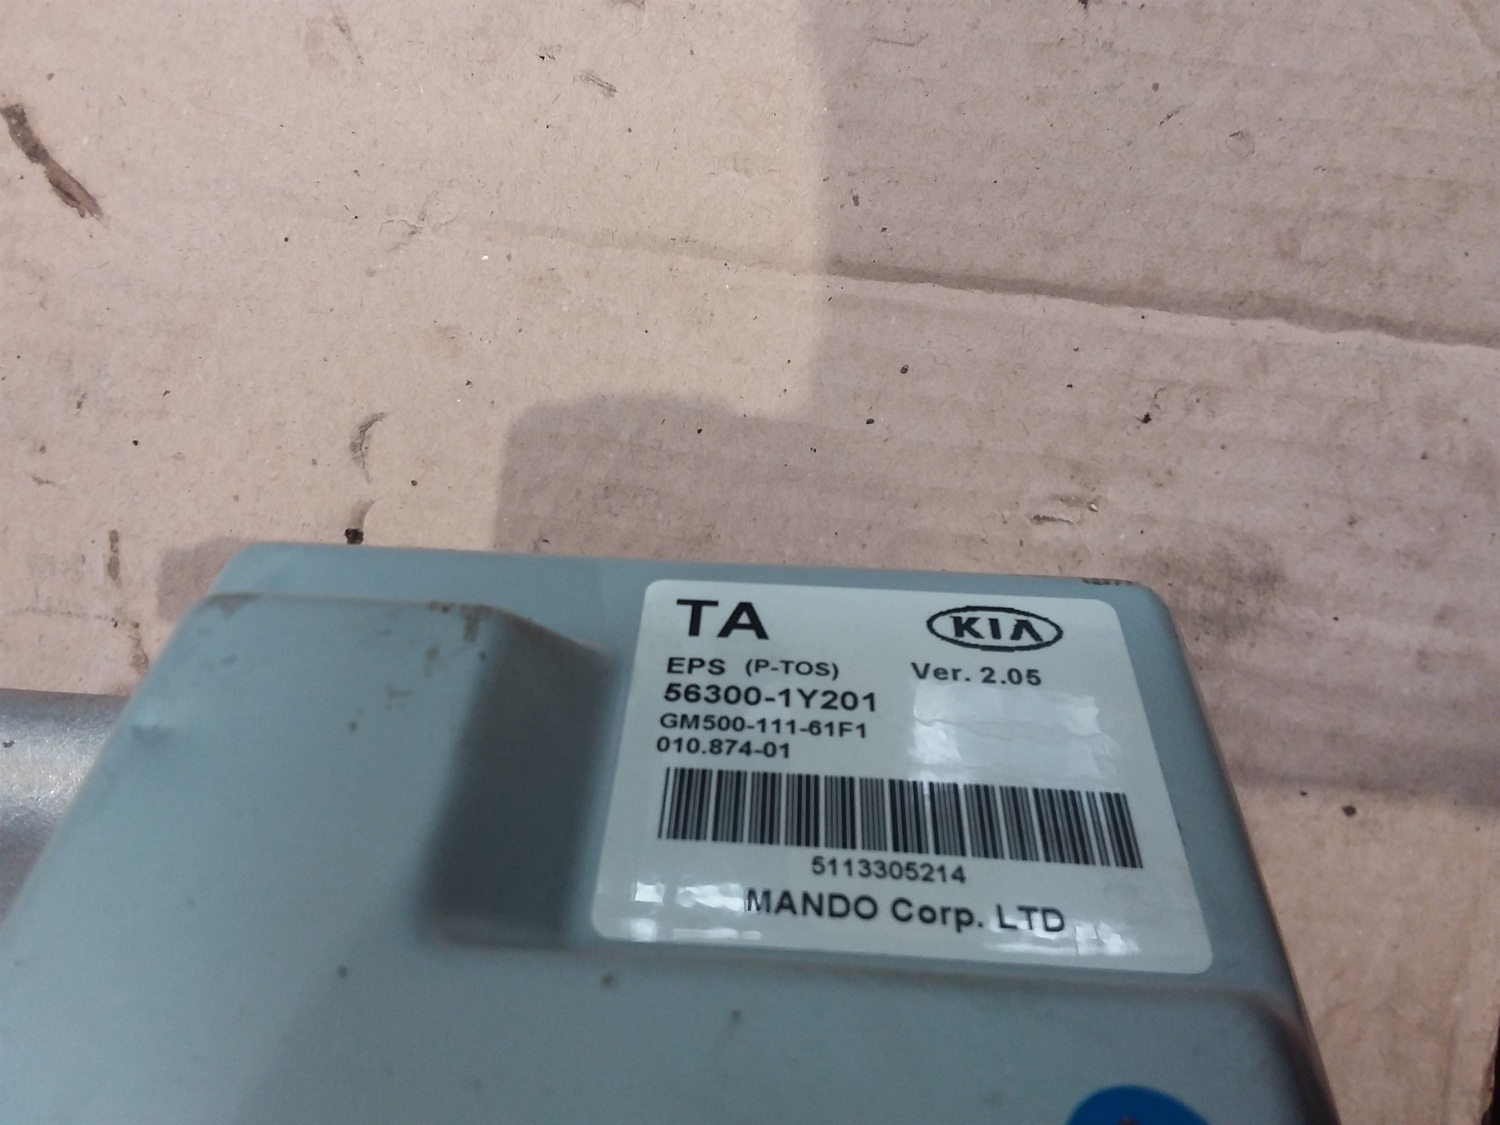 TA
KIA
EPS (P-TOS)
Ver. 2.05
56300-1Y201
GM500-111-61F1
010.874-01
5113305214
MANDO Corp. LTD